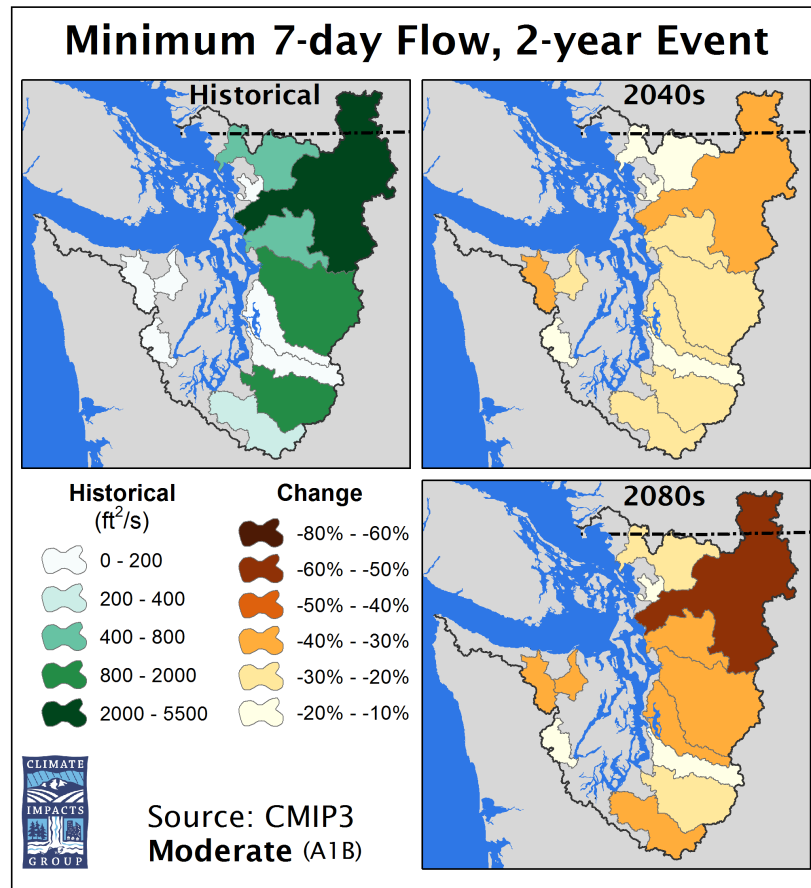 Minimum 7-day Flow, 2-year Event
Historical
2040s
2080s
Historical
(ft²/s)
0 - 200
200 - 400
400 - 800
800 - 2000
2000 - 5500
Change
-80% - -60%
-60% - -50%
-50% - -40%
-40% - -30%
-30% - -20%
-20% - -10%
CLIMATE
IMPACTS
GROUP
Source: CMIP3
Moderate (A1B)